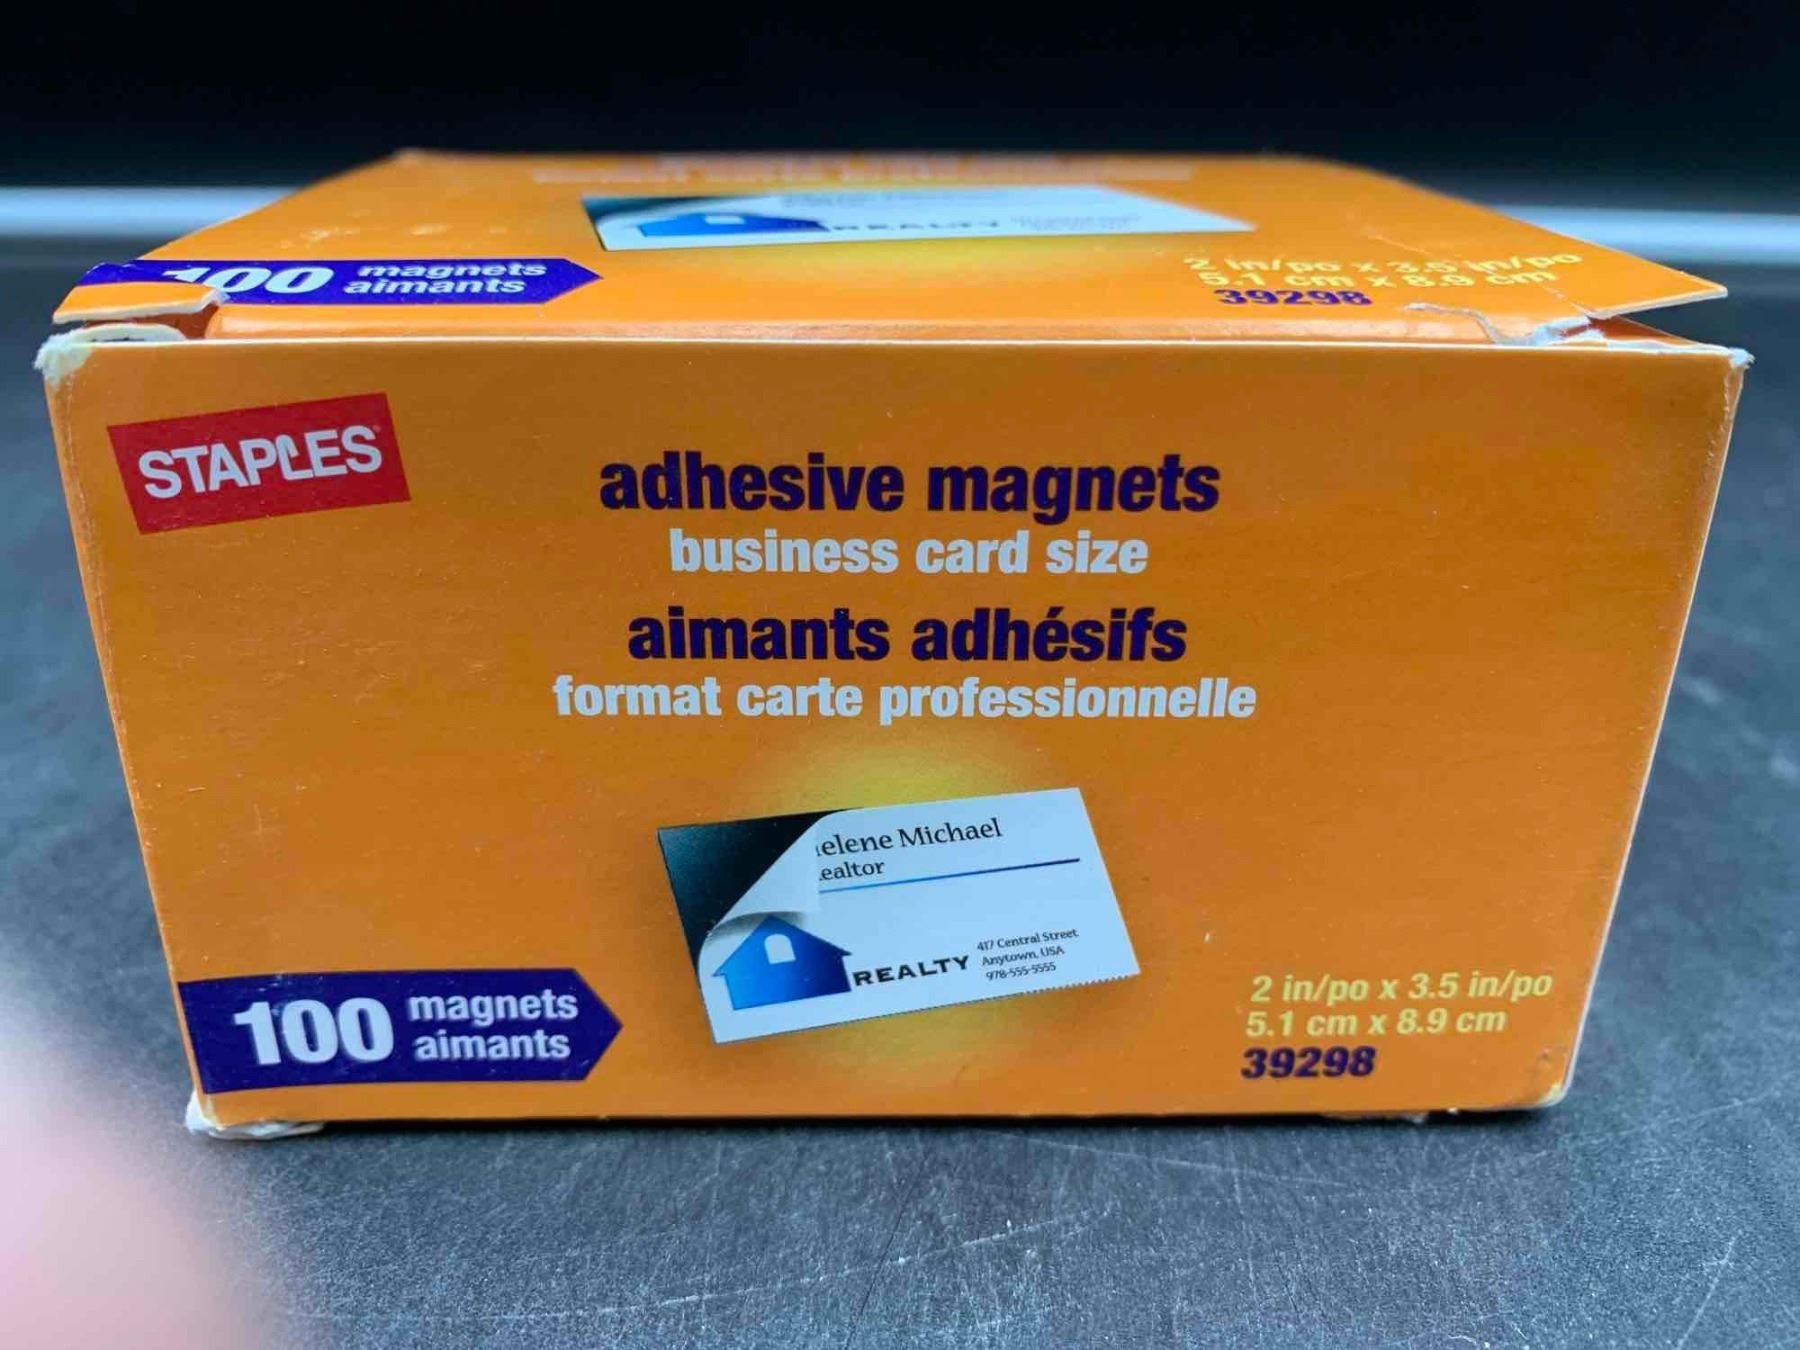 REALTY
100 magnets
aimants
2 in/po x 3.5 in/po
5.1 cm x 8.9 cm
39298
STAPLES
adhesive magnets
business card size
aimants adhésifs
format carte professionnelle
elene Michael
ealtor
REALTY
417 Central Street
Anytown, USA
978-555-5555
100 magnets
aimants
2 in/po x 3.5 in/po
5.1 cm x 8.9 cm
39298